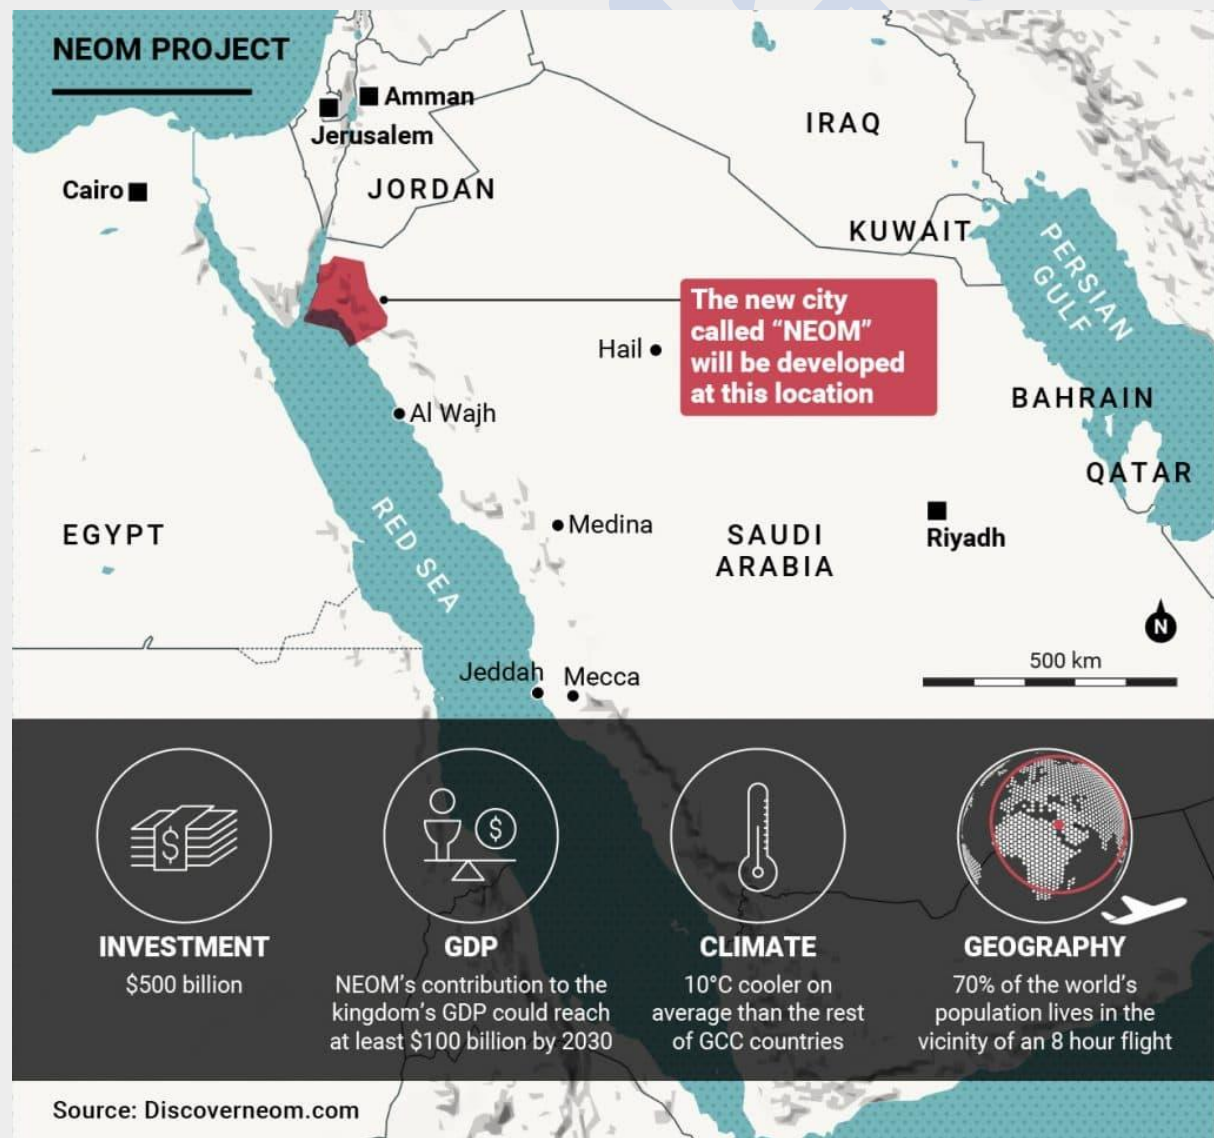 NEOM PROJECT
Amman
Jerusalem
Cairo
JORDAN
IRAQ
KUWAIT
PERSIAN
GULF
The new city
called “NEOM”
will be developed
at this location
Hail
Al Wajh
BAHRAIN
QATAR
RED SEA
EGYPT
Medina
SAUDI
ARABIA
Riyadh
N
500 km
Jeddah
Mecca
$
INVESTMENT
$500 billion
$
GDP
NEOM’s contribution to the
kingdom’s GDP could reach
at least $100 billion by 2030
CLIMATE
10°C cooler on
average than the rest
of GCC countries
GEOGRAPHY
70% of the world’s
population lives in the
vicinity of an 8 hour flight
Source: Discoverneom.com